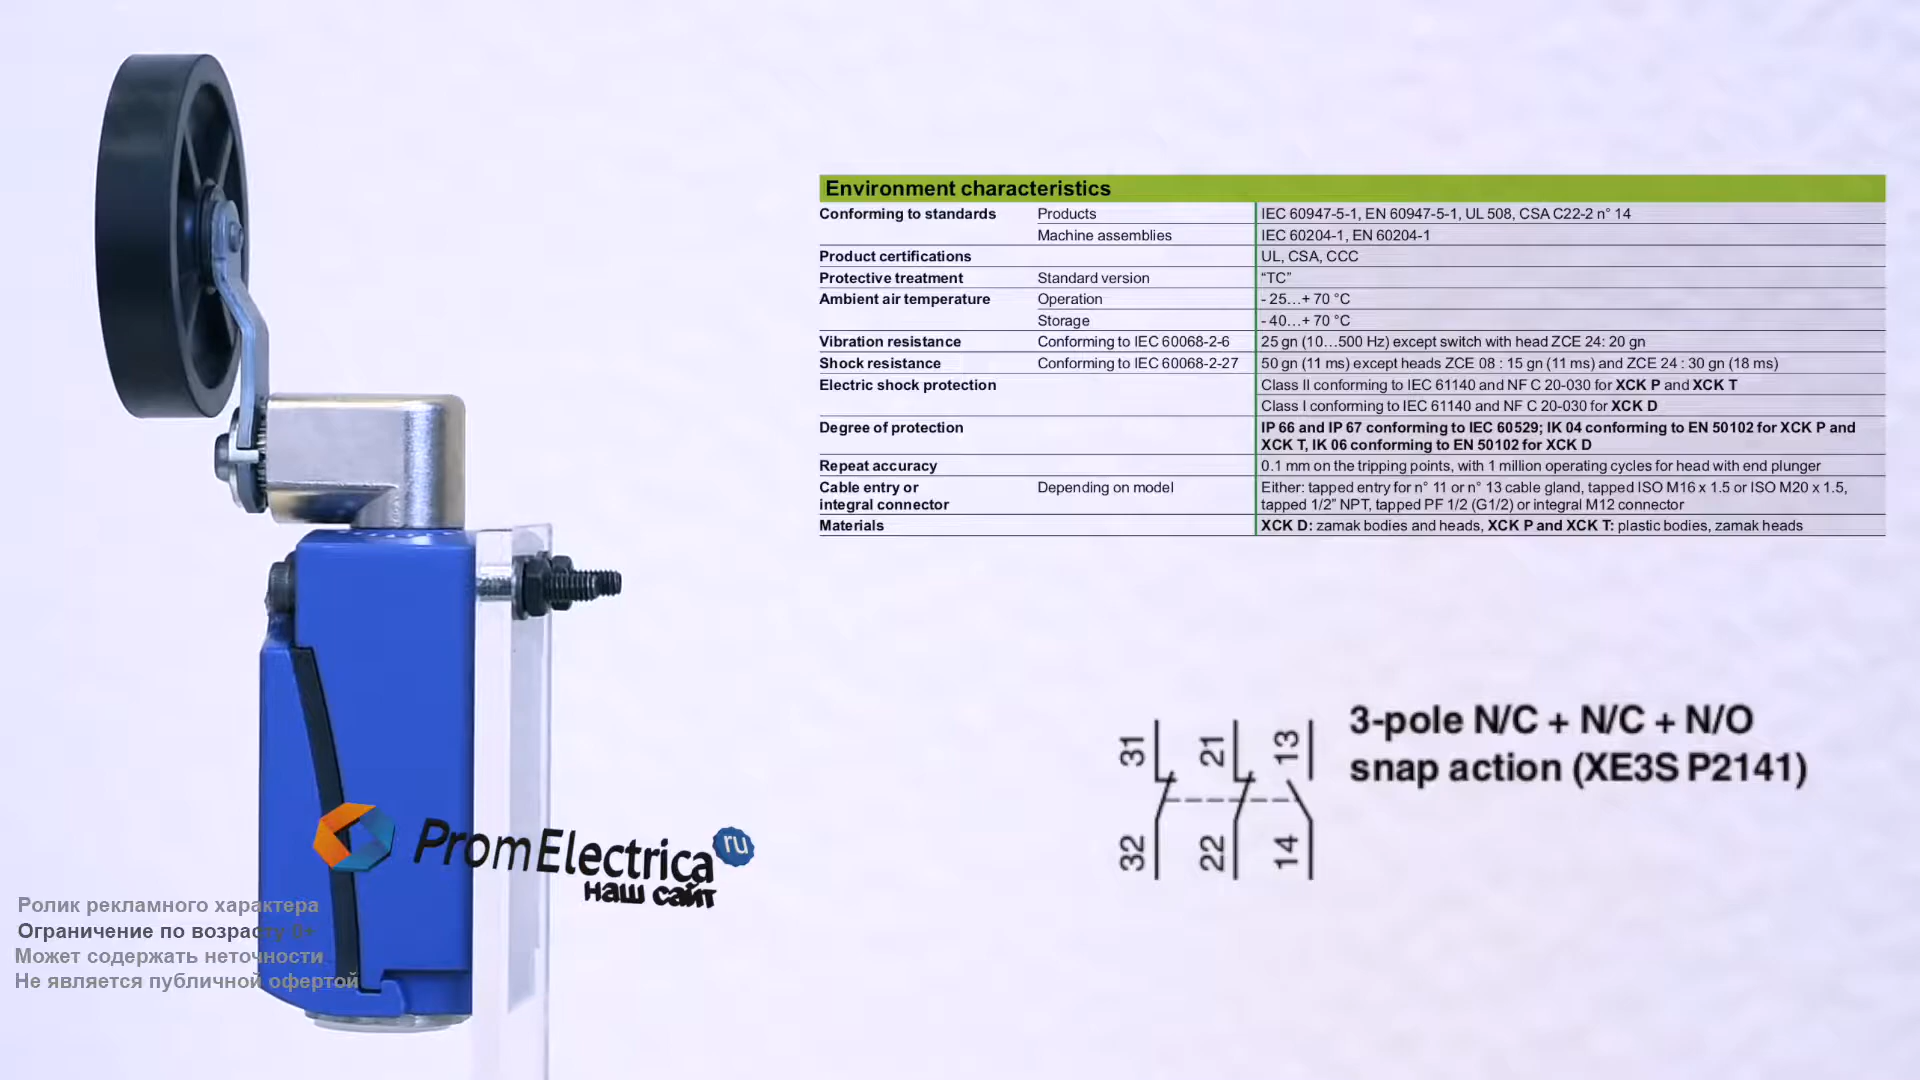 Environment characteristics
Conforming to standards Products IEC 60947-5-1, EN 60947-5-1, UL 508, CSA C22-2 n° 14
Machine assemblies IEC 60204-1, EN 60204-1
Product certifications UL, CSA, CCC
Protective treatment Standard version “TC”
Ambient air temperature Operation - 25…+ 70 °C
Storage - 40…+ 70 °C
Vibration resistance Conforming to IEC 60068-2-6 25 gn (10…500 Hz) except switch with head ZCE 24: 20 gn
Shock resistance Conforming to IEC 60068-2-27 50 gn (11 ms) except heads ZCE 08 : 15 gn (11 ms) and ZCE 24 : 30 gn (18 ms)
Electric shock protection Class II conforming to IEC 61140 and NF C 20-030 for XCK P and XCK T
Class I conforming to IEC 61140 and NF C 20-030 for XCK D
Degree of protection IP 66 and IP 67 conforming to IEC 60529; IK 04 conforming to EN 50102 for XCK P and
XCK T, IK 06 conforming to EN 50102 for XCK D
Repeat accuracy 0.1 mm on the tripping points, with 1 million operating cycles for head with end plunger
Cable entry or Depending on model Either: tapped entry for n° 11 or n° 13 cable gland, tapped ISO M16 x 1.5 or ISO M20 x 1.5,
integral connector tapped 1/2” NPT, tapped PF 1/2 (G1/2) or integral M12 connector
Materials XCK D: zamak bodies and heads, XCK P and XCK T: plastic bodies, zamak heads
31 21 13
32 22 14
3-pole N/C + N/C + N/O
snap action (XE3S P2141)
PromElectrica ru
наш сайт
Ролик рекламного характера
Ограничение по возрасту 0+
Может содержать неточности
Не является публичной офертой